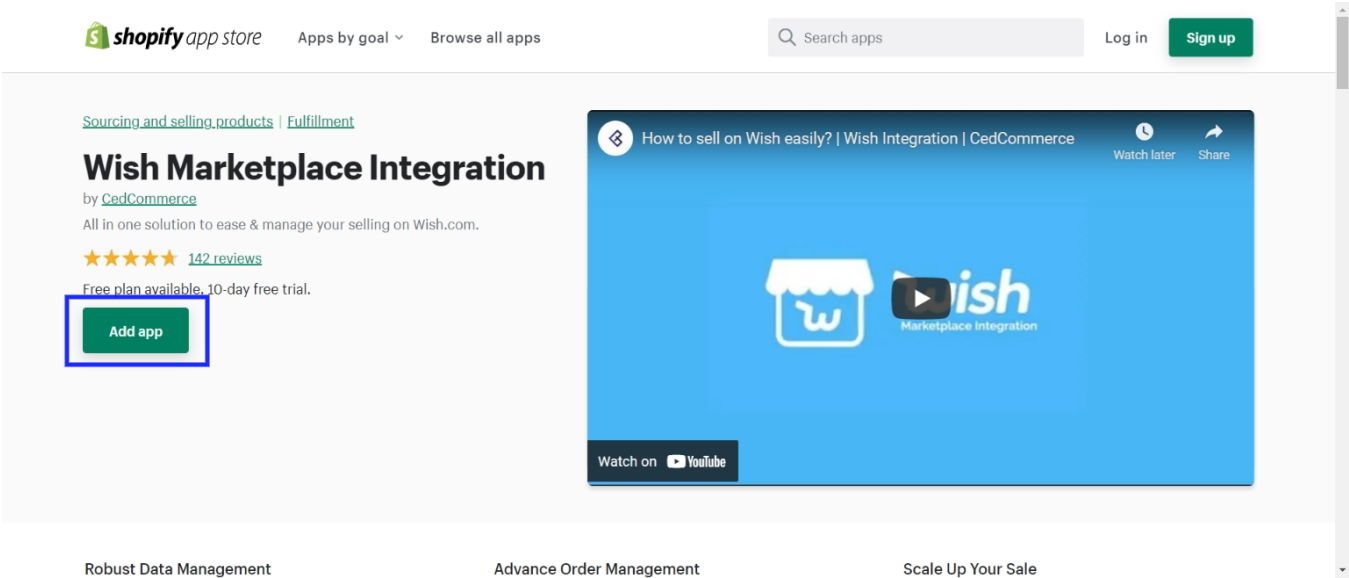 shopify app store
Apps by goal
Browse all apps
Search apps
Log in
Sign up
Sourcing and selling products | Fulfillment
Wish Marketplace Integration
by CedCommerce
All in one solution to ease & manage your selling on Wish.com.
142 reviews
Free plan available. 10-day free trial.
Add app
How to sell on Wish easily? | Wish Integration | CedCommerce
Watch later
Share
wish
Marketplace Integration
Watch on YouTube
Robust Data Management
Advance Order Management
Scale Up Your Sale